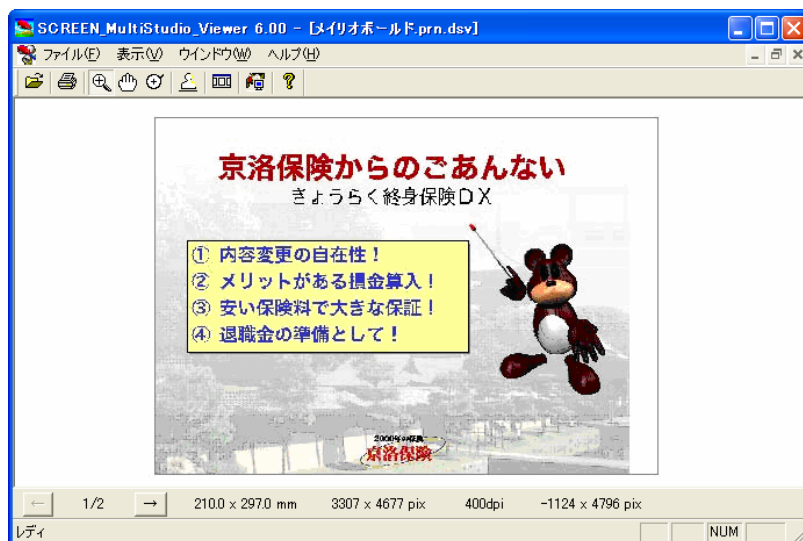 SCREEN_MultiStudio_Viewer 6.00 - [メイリオボールド.prn.dsv]
ファイル(F) 表示(V) ウインドウ(W) ヘルプ(H)
京洛保険からのごあんない
きょうらく終身保険DX
① 内容変更の自在性!
② メリットがある損金算入!
③ 安い保険料で大きな保証!
④ 退職金の準備として!
京洛保険
1/2 210.0 x 297.0 mm 3307 x 4677 pix 400dpi -1124 x 4796 pix
レディ NUM